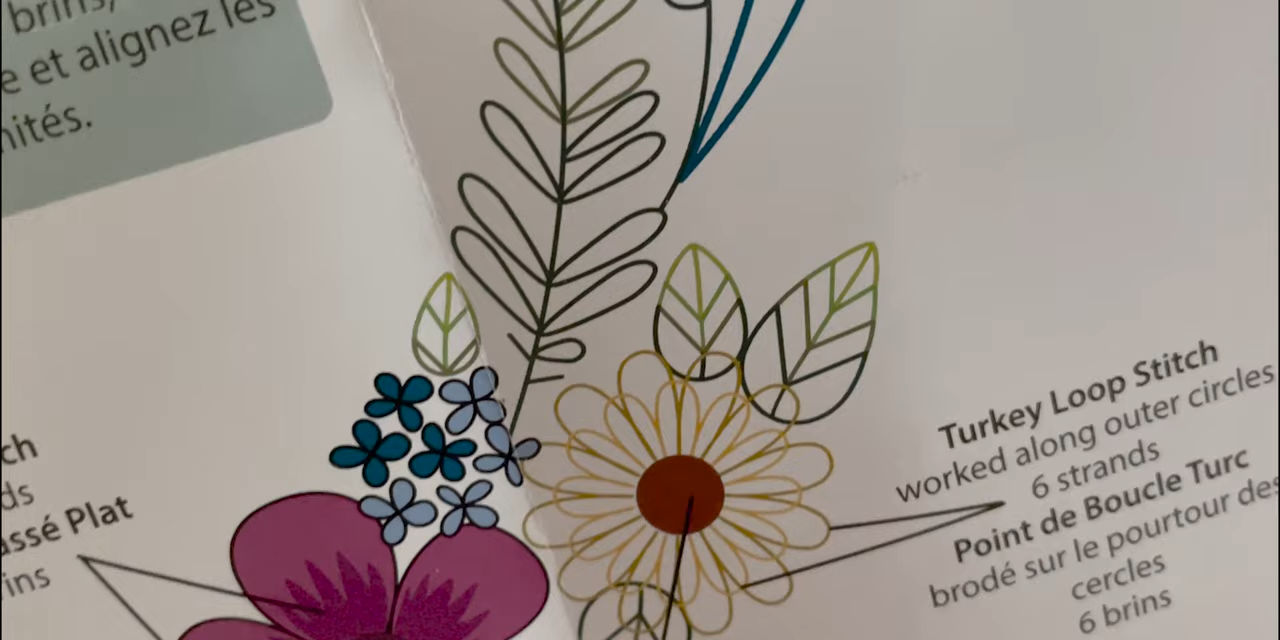 brins,
e et alignez les
nités.
ch
ds
assé Plat
ins
Turkey Loop Stitch
worked along outer circles
6 strands
Point de Boucle Turc
brodé sur le pourtour des
cercles
6 brins